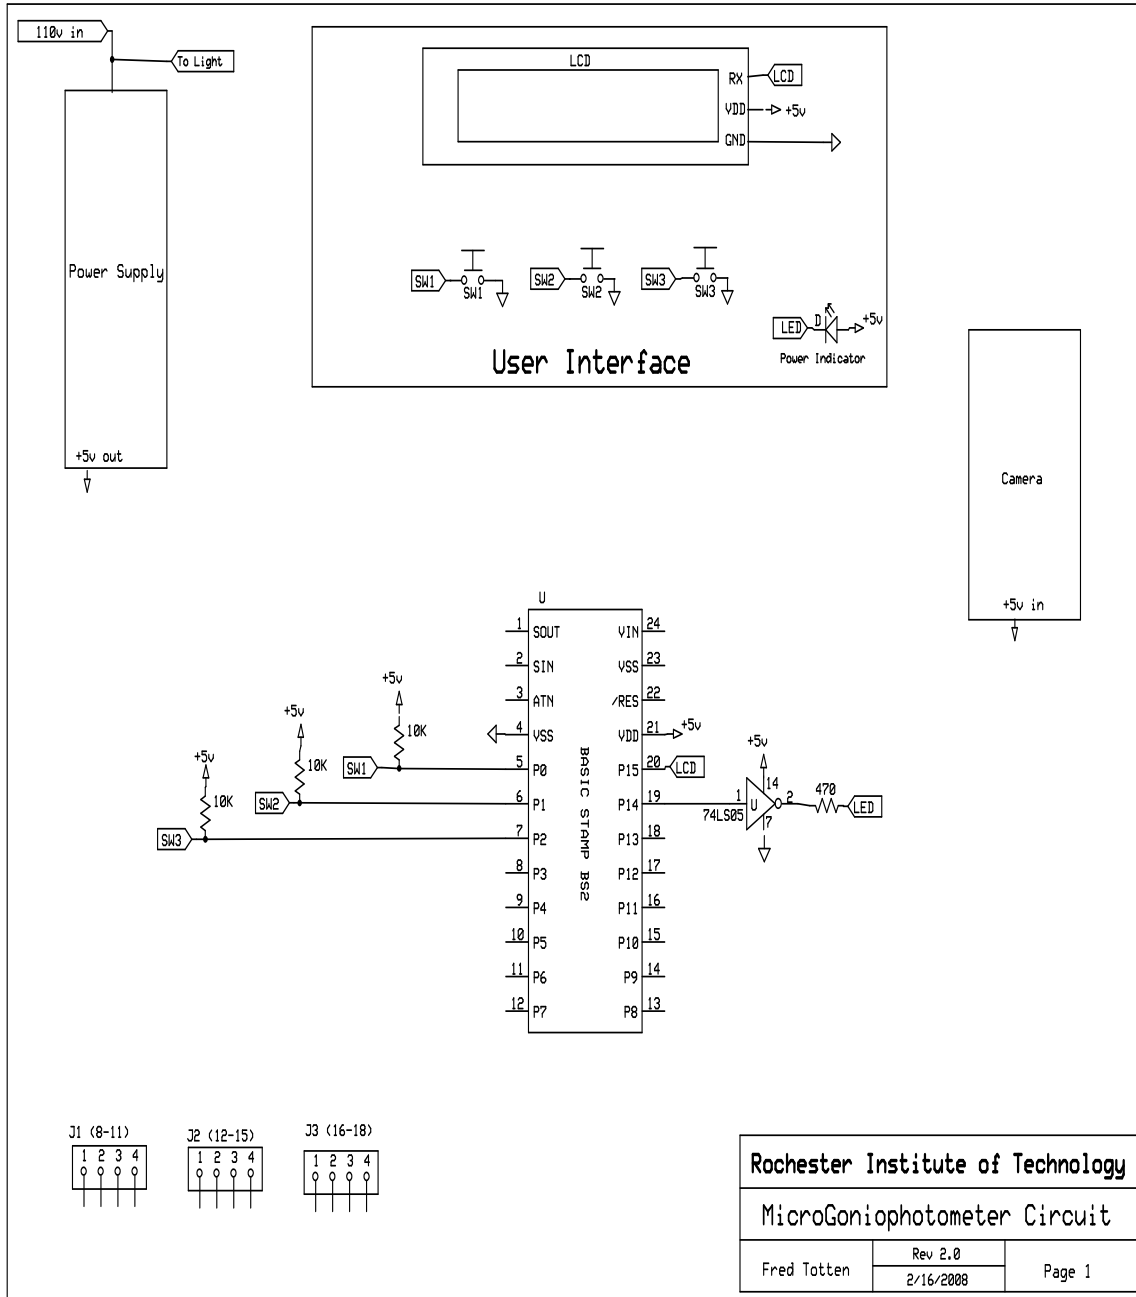 110v in
To Light
Power Supply
+5v out
LCD
RX
LCD
VDD
+5v
GND
SW1
SW1
SW2
SW2
SW3
SW3
LED
D
+5v
Power Indicator
User Interface
Camera
+5v in
U
1 SOUT
2 SIN
3 ATN
4 VSS
5 P0
6 P1
7 P2
8 P3
9 P4
10 P5
11 P6
12 P7
BASIC STAMP BS2
VIN 24
VSS 23
/RES 22
VDD 21
P15 20
P14 19
P13 18
P12 17
P11 16
P10 15
P9 14
P8 13
+5v
10K
SW1
+5v
10K
SW2
+5v
10K
SW3
+5v
LCD
+5v
14
1
U
2
7
74LS05
470
LED
J1 (8-11)
1 2 3 4
J2 (12-15)
1 2 3 4
J3 (16-18)
1 2 3 4
Rochester Institute of Technology
MicroGoniophotometer Circuit
Fred Totten
Rev 2.0
2/16/2008
Page 1